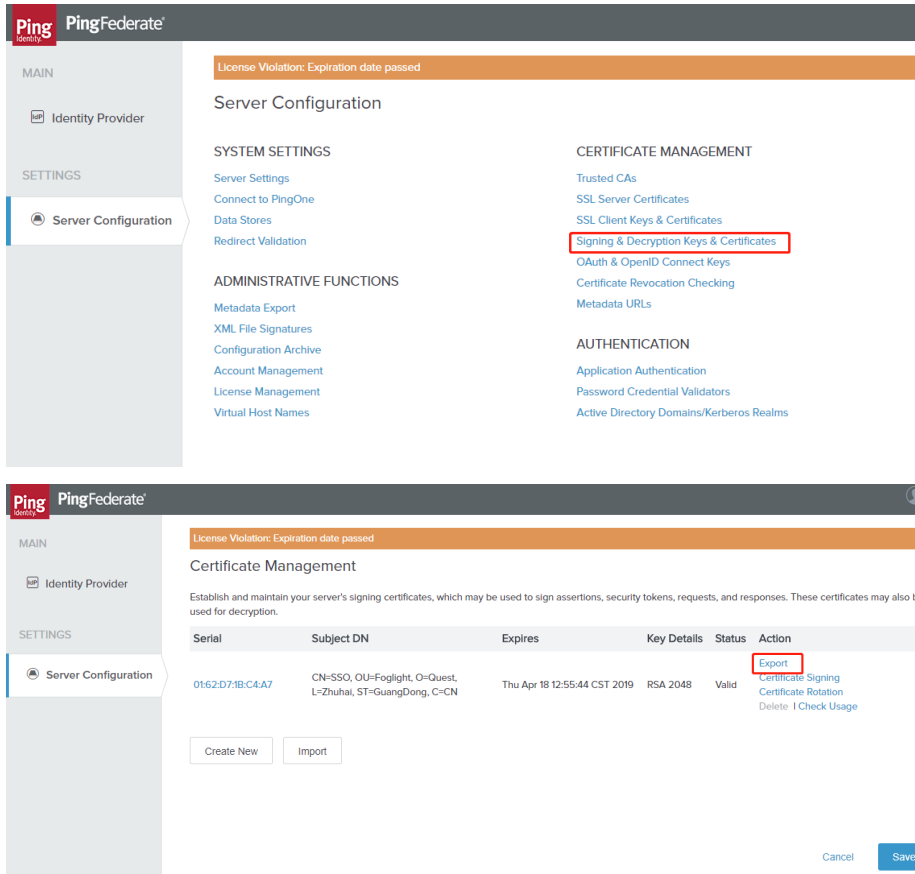 Ping
Identity.
PingFederate®
MAIN
IdP
Identity Provider
SETTINGS
Server Configuration
License Violation: Expiration date passed
Server Configuration
SYSTEM SETTINGS
Server Settings
Connect to PingOne
Data Stores
Redirect Validation
ADMINISTRATIVE FUNCTIONS
Metadata Export
XML File Signatures
Configuration Archive
Account Management
License Management
Virtual Host Names
CERTIFICATE MANAGEMENT
Trusted CAs
SSL Server Certificates
SSL Client Keys & Certificates
Signing & Decryption Keys & Certificates
OAuth & OpenID Connect Keys
Certificate Revocation Checking
Metadata URLs
AUTHENTICATION
Application Authentication
Password Credential Validators
Active Directory Domains/Kerberos Realms
Ping
Identity.
PingFederate®
MAIN
IdP
Identity Provider
SETTINGS
Server Configuration
License Violation: Expiration date passed
Certificate Management
Establish and maintain your server's signing certificates, which may be used to sign assertions, security tokens, requests, and responses. These certificates may also b
used for decryption.
Serial Subject DN Expires Key Details Status Action
01:62:D7:1B:C4:A7
CN=SSO, OU=Foglight, O=Quest,
L=Zhuhai, ST=GuangDong, C=CN
Thu Apr 18 12:55:44 CST 2019
RSA 2048
Valid
Export
Certificate Signing
Certificate Rotation
Delete | Check Usage
Create New
Import
Cancel
Save